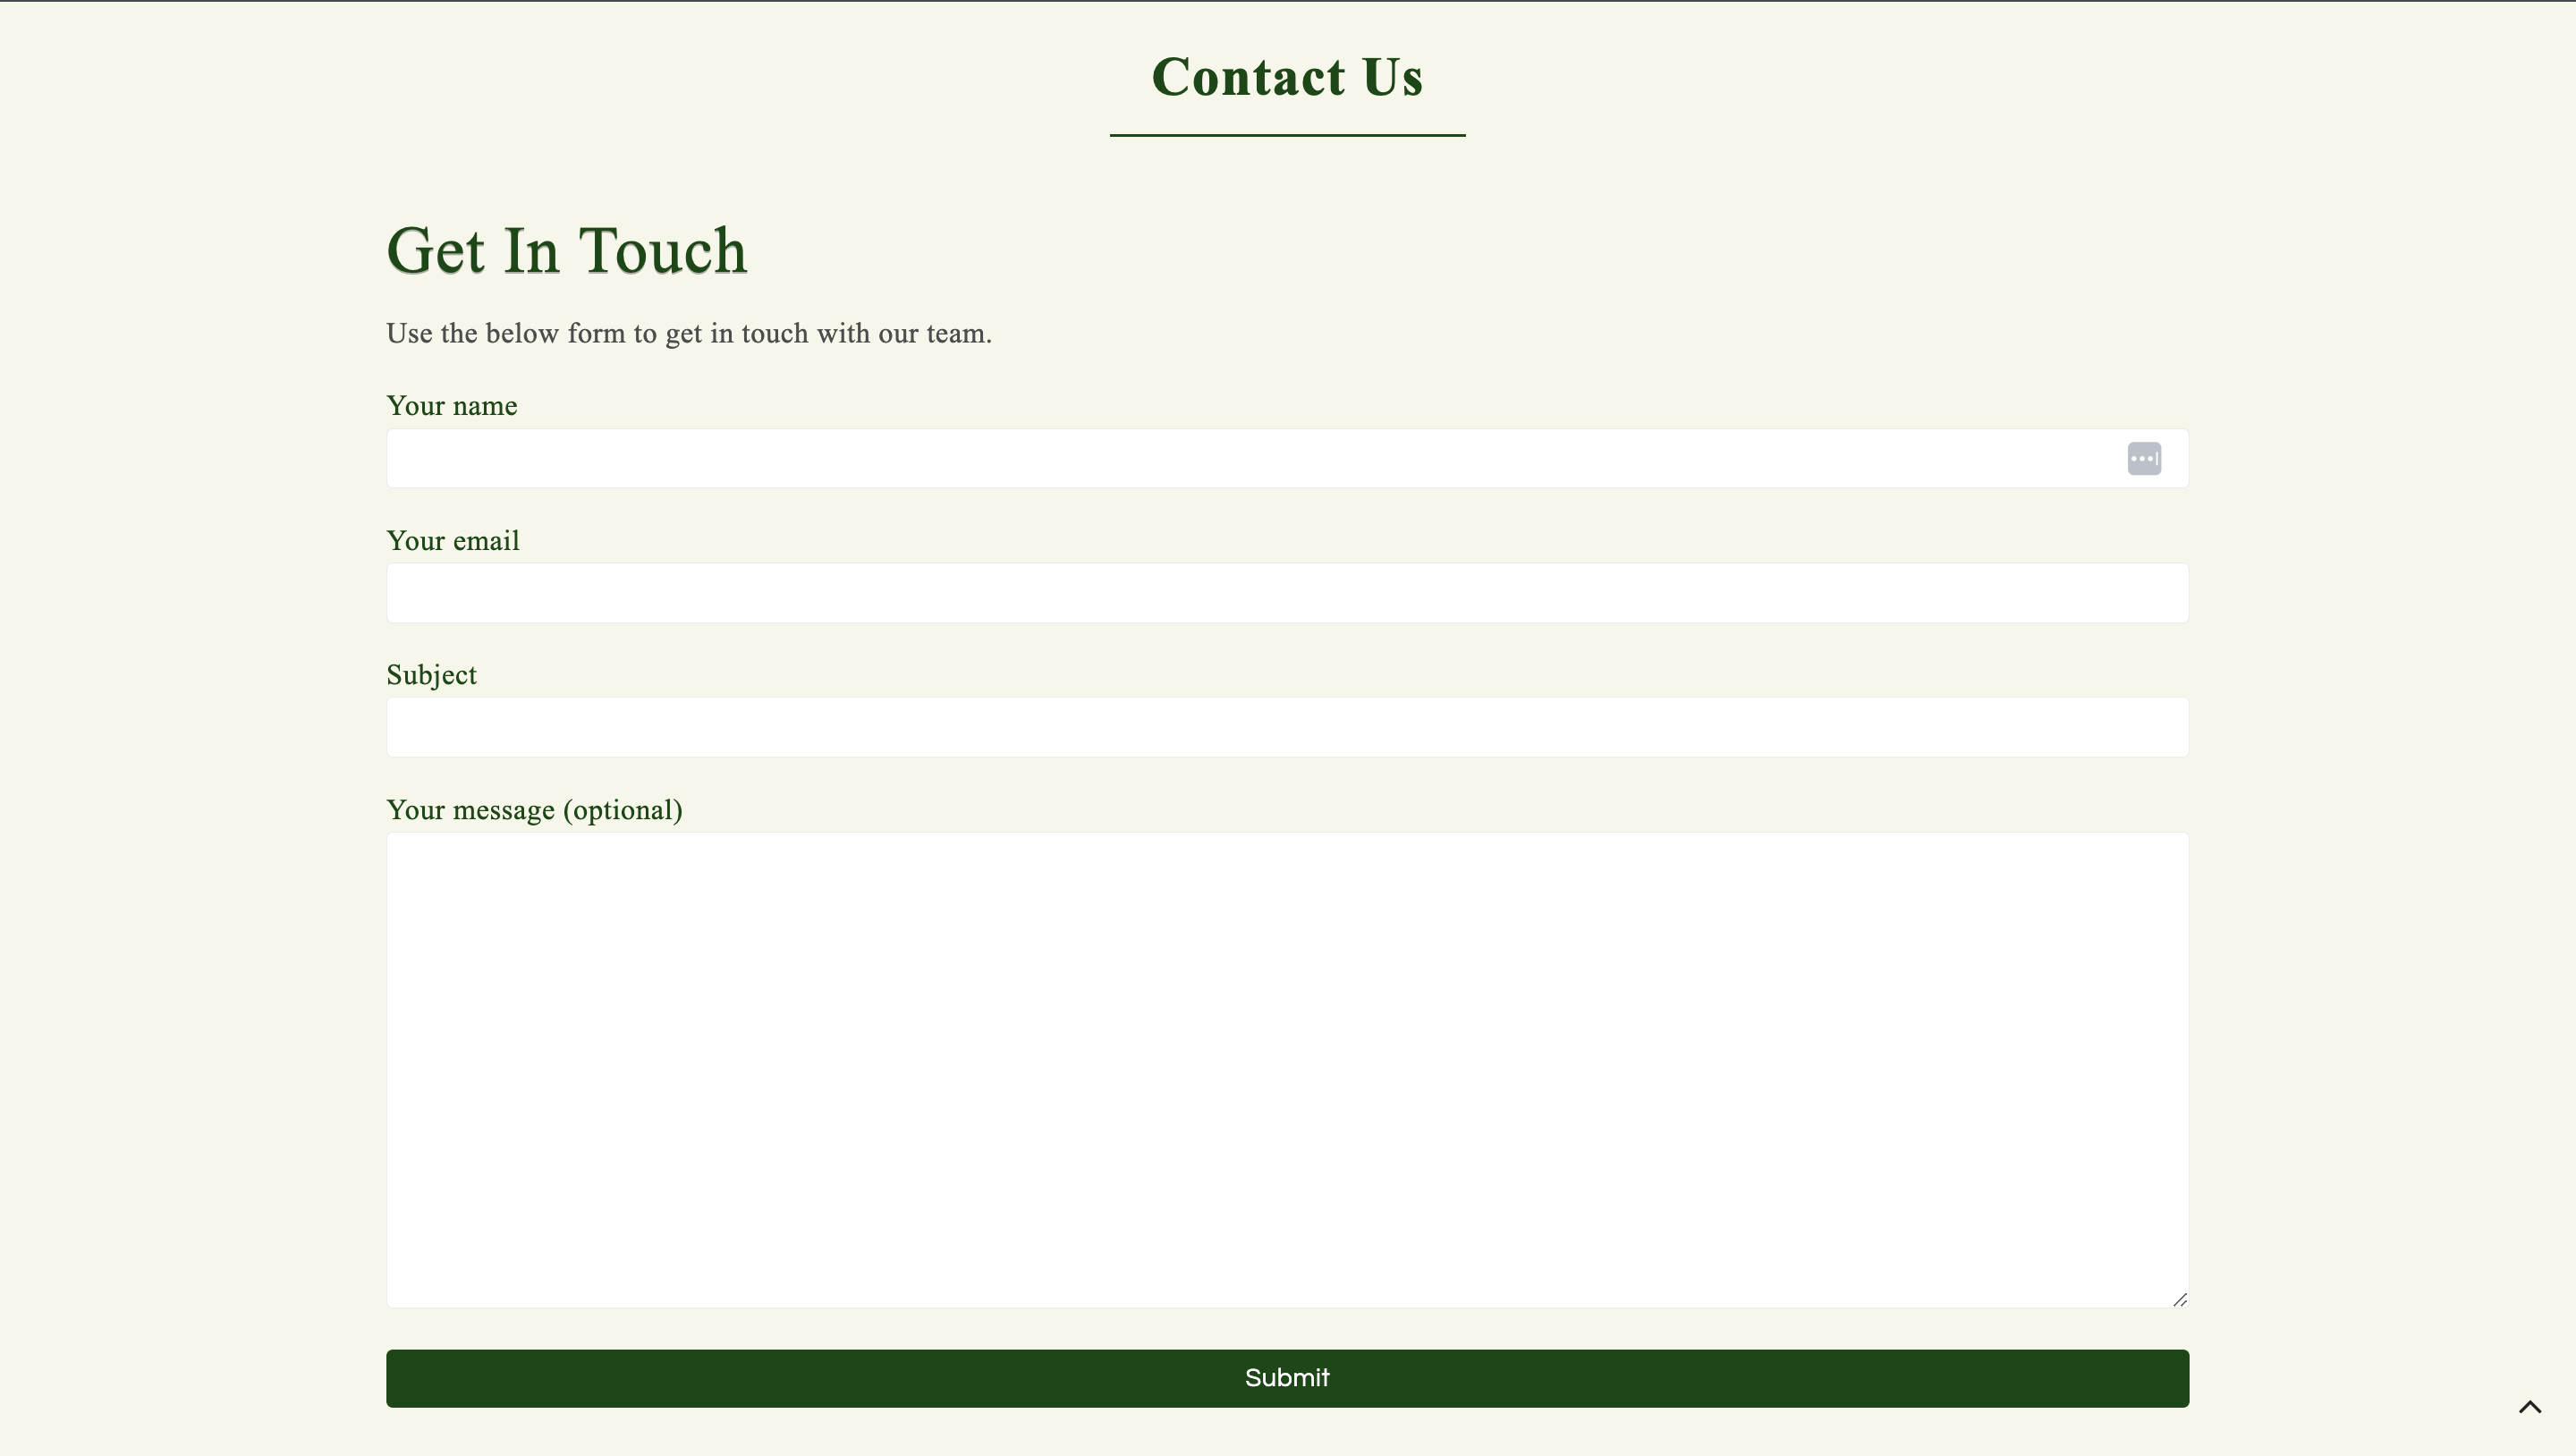 Contact Us
Get In Touch
Use the below form to get in touch with our team.
Your name
Your email
Subject
Your message (optional)
Submit